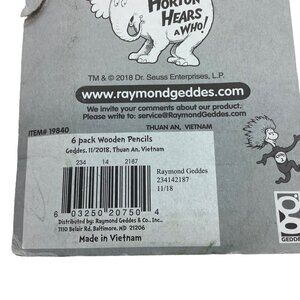 HORTON
HEARS
A WHO!
TM & © 2018 Dr. Seuss Enterprises, L.P.
www.raymondgeddes.com
We invite your comments about our product.
Please write to: service@RaymondGeddes.com
ITEM# 19840
THUAN AN, VIETNAM
6 pack Wooden Pencils
Geddes, 11/2018, Thuan An, Vietnam
234 14 2187
Raymond Geddes
234142187
11/18
6 03250 20750 4
Distributed by: Raymond Geddes & Co., Inc.
7110 Belair Rd. Baltimore, MD 21206
Made in Vietnam
g
GEDDES